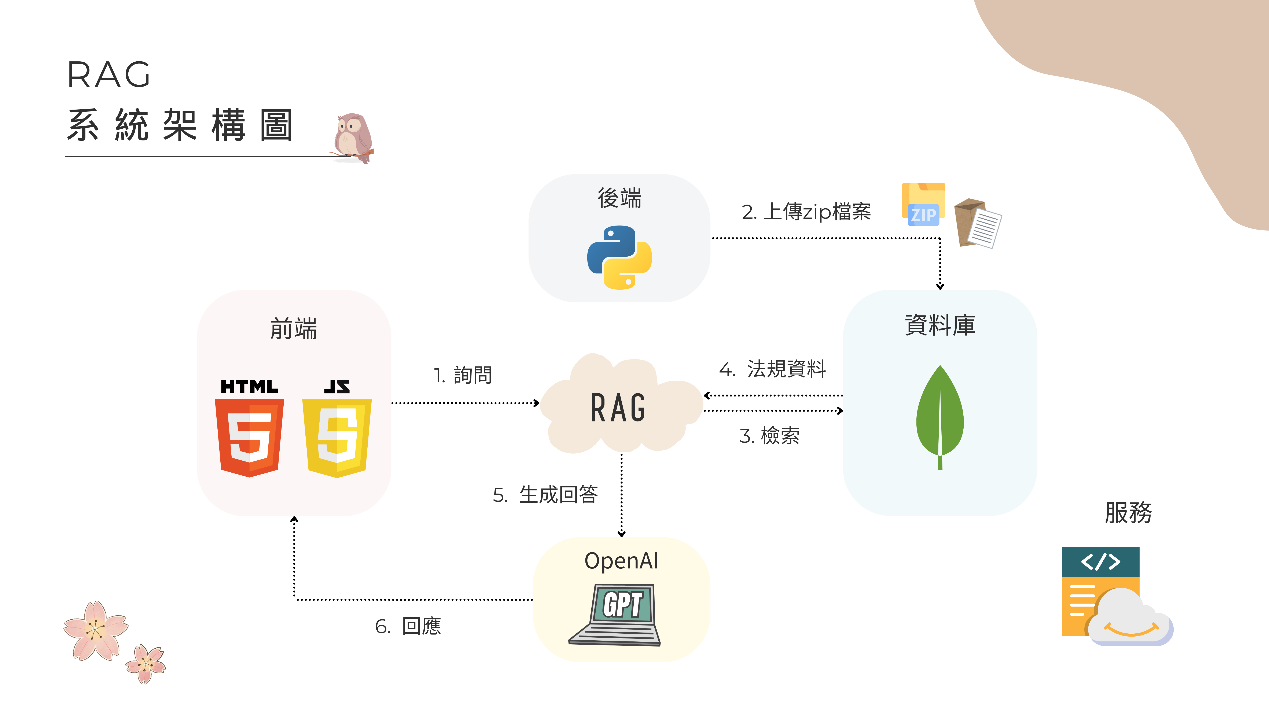 RAG
系統架構圖
後端
2. 上傳zip檔案
ZIP
前端
HTML
JS
1. 詢問
RAG
4. 法規資料
3. 檢索
資料庫
5. 生成回答
OpenAI
GPT
6. 回應
服務
</>